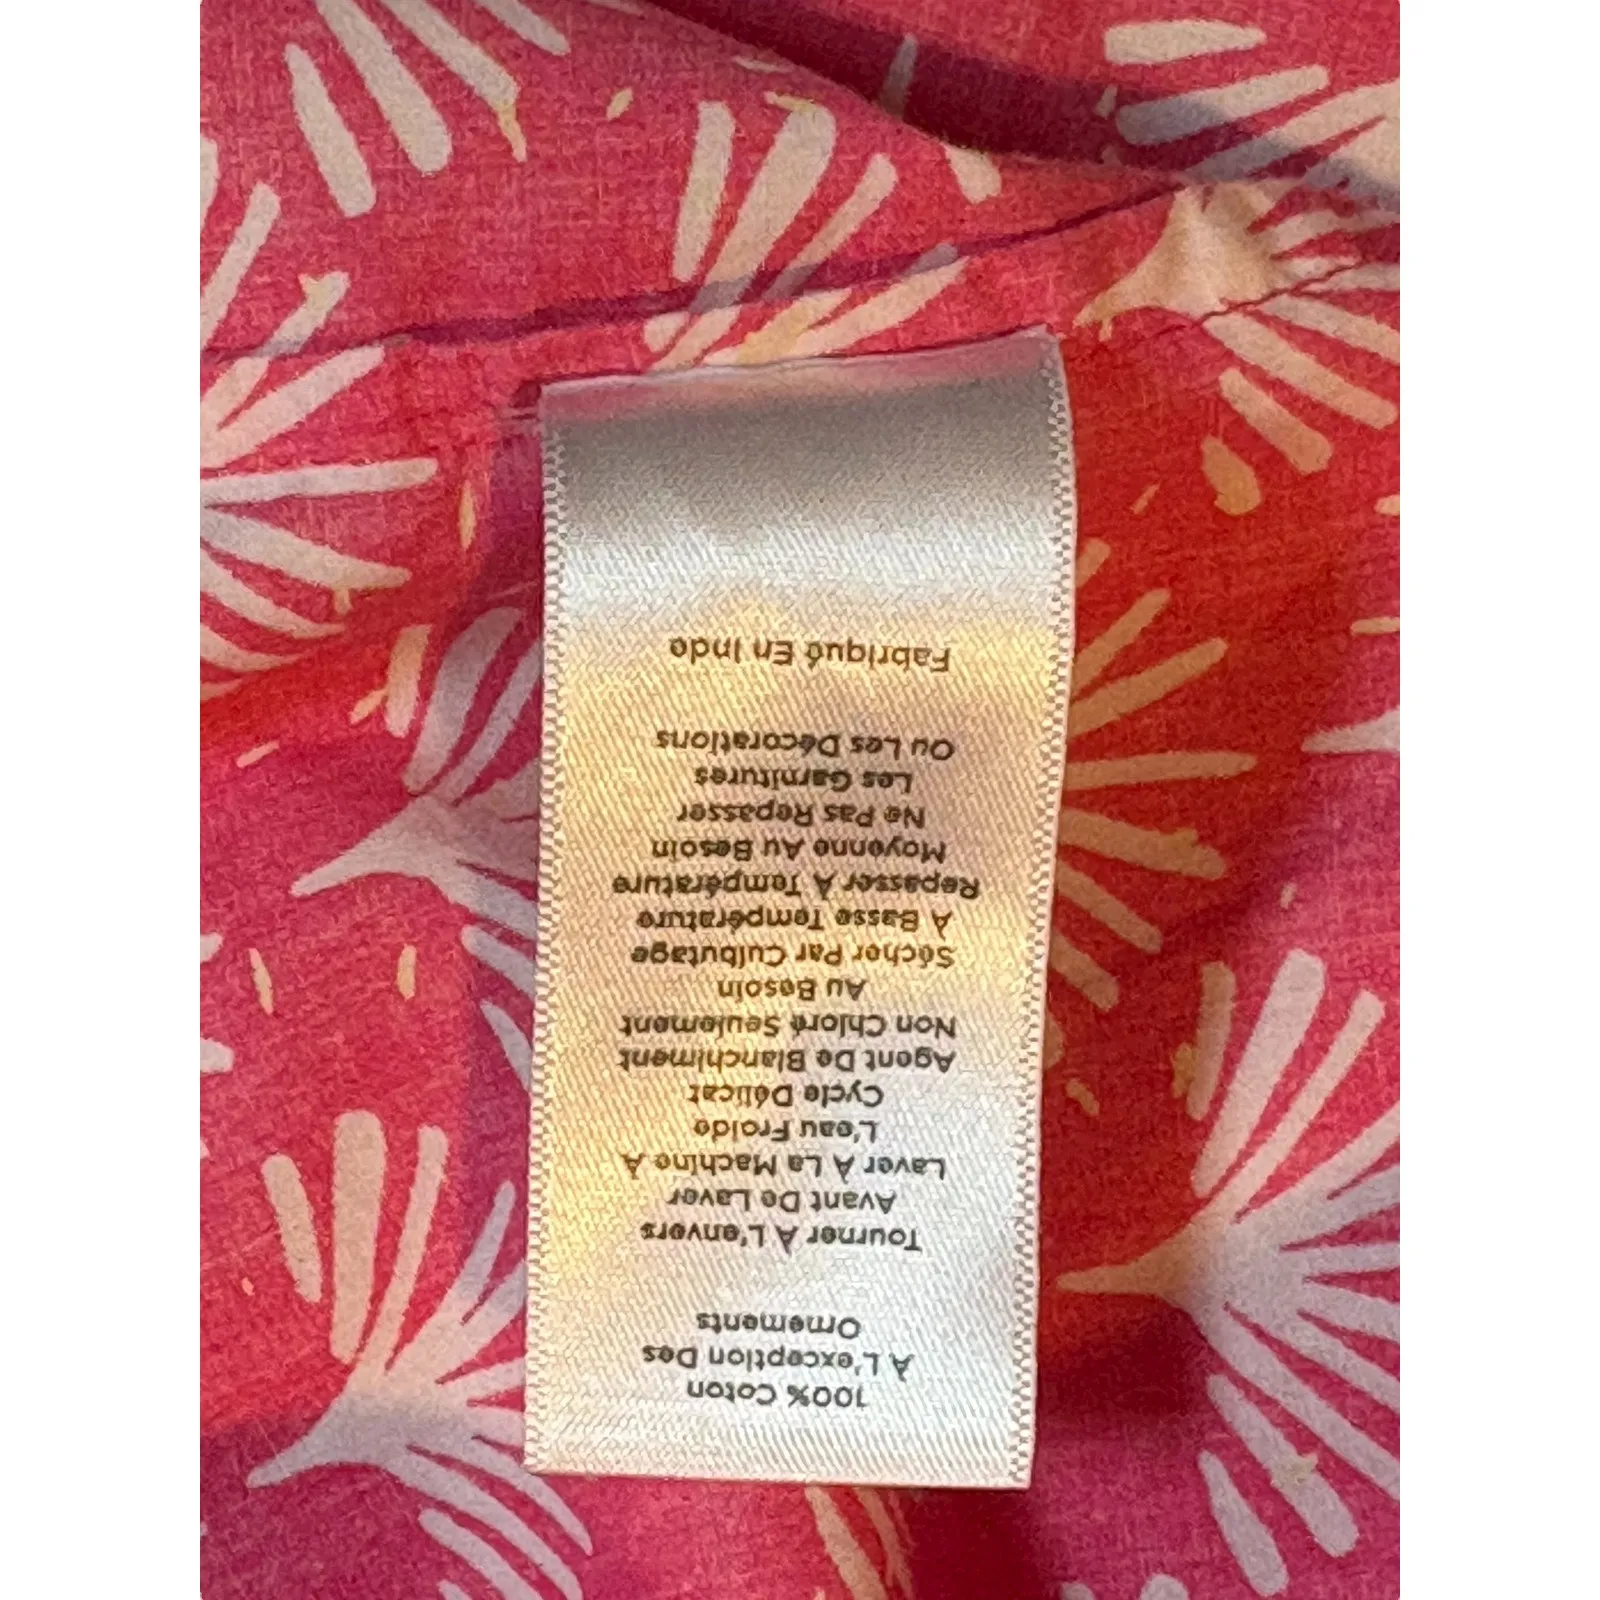 100% Coton
À L'exception Des
Ornements
Tourner À L'envers
Avant De Laver
Laver À La Machine À
L'eau Froide
Cycle Délicat
Agent De Blanchiment
Non Chloré Seulement
Au Besoin
Sécher Par Culbutage
À Basse Température
Repasser À Température
Moyenne Au Besoin
Ne Pas Repasser
Les Garnitures
Ou Les Décorations
Fabriqué En Inde